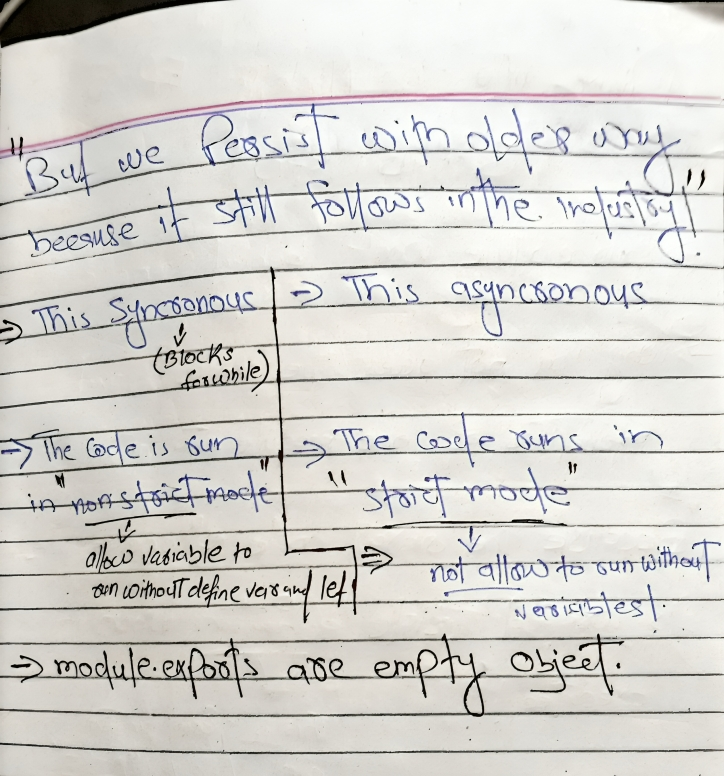 "But we Persist with older way
because it still follows in the industry!"
→ This Syncronous
(Blocks
for while)
→ The Code is run
in "non strict mode"
allow variable to
run without define var and let
→ This asyncronous
→ The code runs in
"strict mode"
⇒ not allow to run without
variables!.
→ module.exports are empty object.